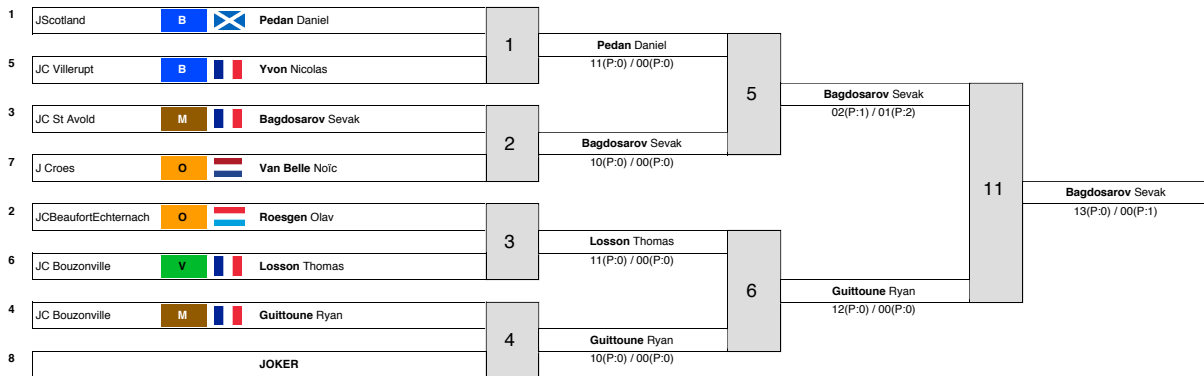 1 JScotland B Pedan Daniel
5 JC Villerupt B Yvon Nicolas
3 JC St Avold M Bagdosarov Sevak
7 J Croes O Van Belle Noïc
2 JCBeaufortEchternach O Roesgen Olav
6 JC Bouzonville V Losson Thomas
4 JC Bouzonville M Guittoune Ryan
8 JOKER
1
2
3
4
Pedan Daniel
11(P:0) / 00(P:0)
Bagdosarov Sevak
10(P:0) / 00(P:0)
Losson Thomas
11(P:0) / 00(P:0)
Guittoune Ryan
10(P:0) / 00(P:0)
5
6
Bagdosarov Sevak
02(P:1) / 01(P:2)
Guittoune Ryan
12(P:0) / 00(P:0)
11
Bagdosarov Sevak
13(P:0) / 00(P:1)